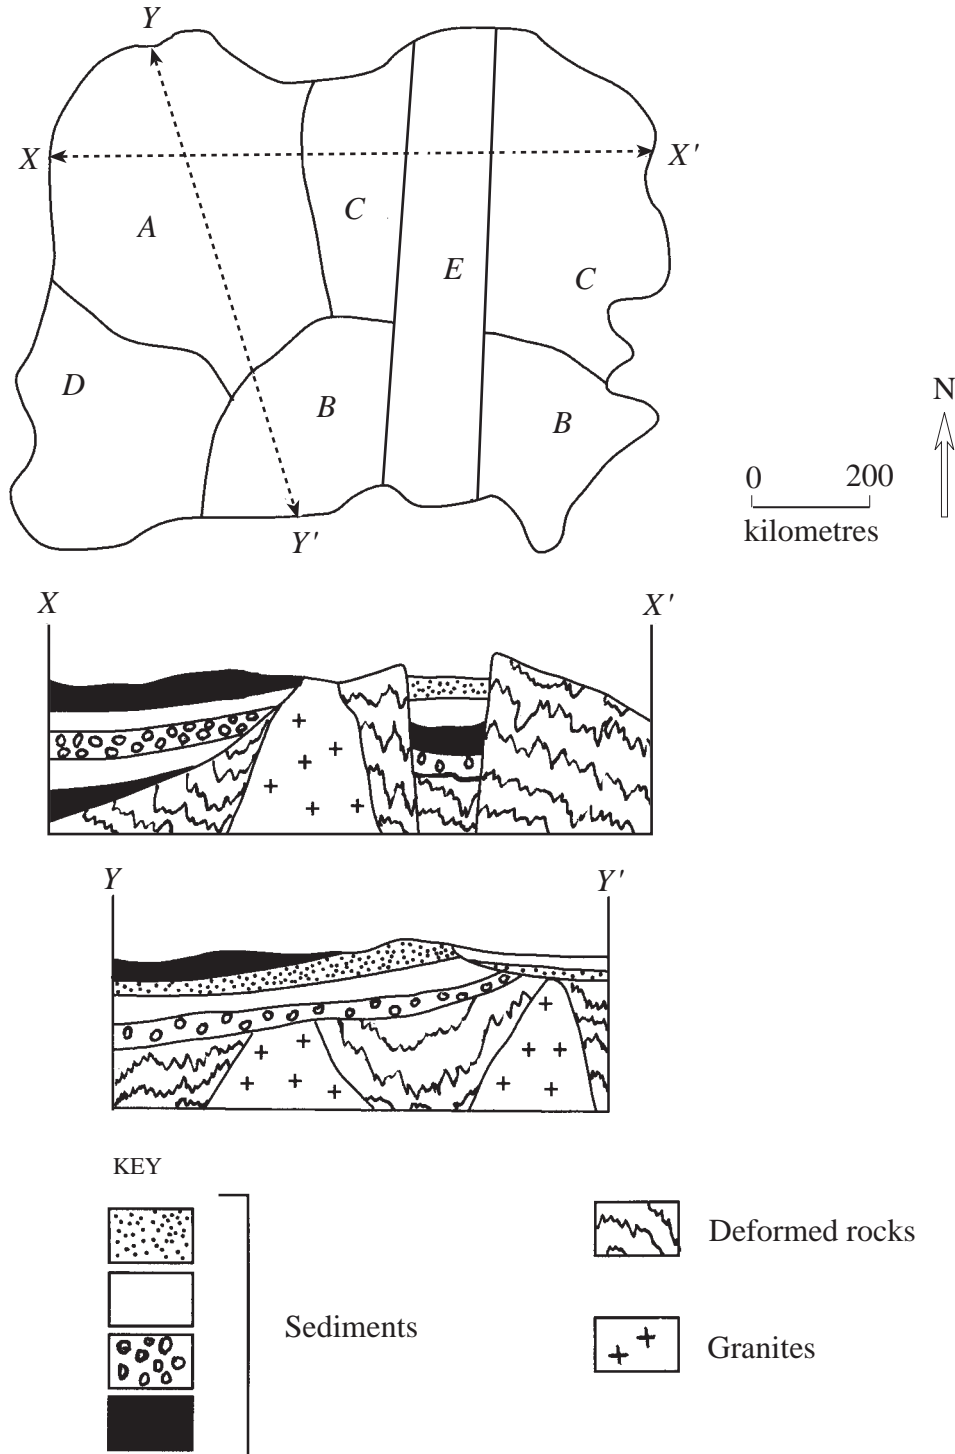 Y
X
X'
A
C
E
C
D
B
B
Y'
N
0 200
kilometres
X X'
Y Y'
KEY
Sediments
Deformed rocks
Granites